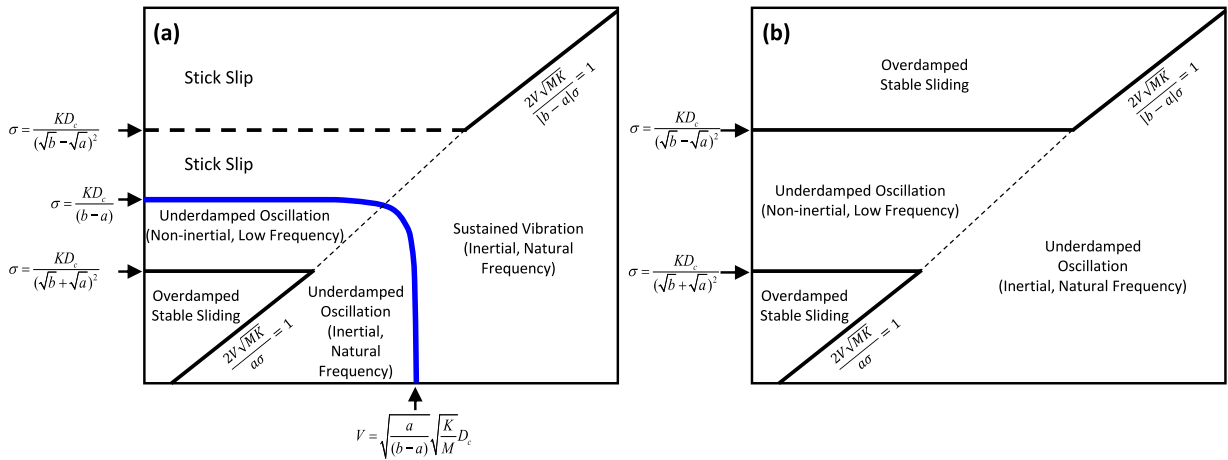 (a)
Stick Slip
2V√MK / |b − a|σ = 1
σ = KD_c / (√b − √a)²
Stick Slip
σ = KD_c / (b − a)
Underdamped Oscillation
(Non-inertial, Low Frequency)
Sustained Vibration
(Inertial, Natural
Frequency)
σ = KD_c / (√b + √a)²
Overdamped
Stable Sliding
2V√MK / aσ = 1
Underdamped
Oscillation
(Inertial,
Natural
Frequency)
V = √(a / (b − a)) √(K / M) D_c
(b)
Overdamped
Stable Sliding
2V√MK / |b − a|σ = 1
σ = KD_c / (√b − √a)²
Underdamped Oscillation
(Non-inertial, Low Frequency)
Underdamped
Oscillation
(Inertial, Natural Frequency)
σ = KD_c / (√b + √a)²
Overdamped
Stable Sliding
2V√MK / aσ = 1